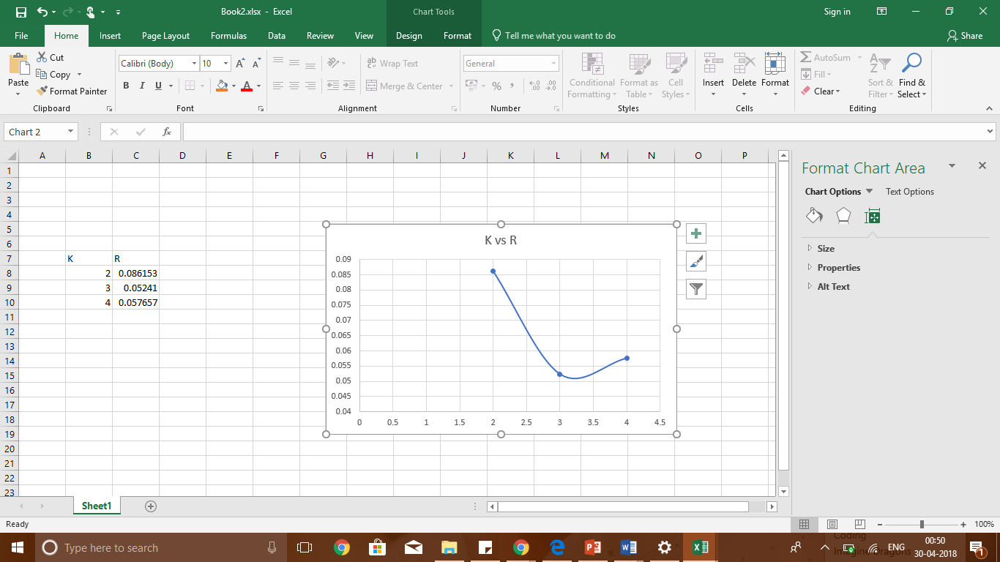 Book2.xlsx - Excel
Chart Tools
Sign in
File Home Insert Page Layout Formulas Data Review View Design Format Tell me what you want to do Share
Paste
Cut
Copy
Format Painter
Clipboard
Calibri (Body) 10 A A
B I U A
Font
Wrap Text
Merge & Center
Alignment
General
% , .00 .0
Number
Conditional Formatting
Format as Table
Cell Styles
Styles
Insert Delete Format
Cells
AutoSum
Fill
Clear
Sort & Filter
Find & Select
Editing
Chart 2 fx
A B C D E F G H I J K L M N O P
1
2
3
4
5
6
7 K R
8 2 0.086153
9 3 0.05241
10 4 0.057657
11
12
13
14
15
16
17
18
19
20
21
22
23
K vs R
0.09
0.085
0.08
0.075
0.07
0.065
0.06
0.055
0.05
0.045
0.04
0 0.5 1 1.5 2 2.5 3 3.5 4 4.5
Format Chart Area
Chart Options Text Options
Size
Properties
Alt Text
Sheet1
Ready
100%
Type here to search
Coding
Imagine Dragons
ENG
00:50
30-04-2018
1